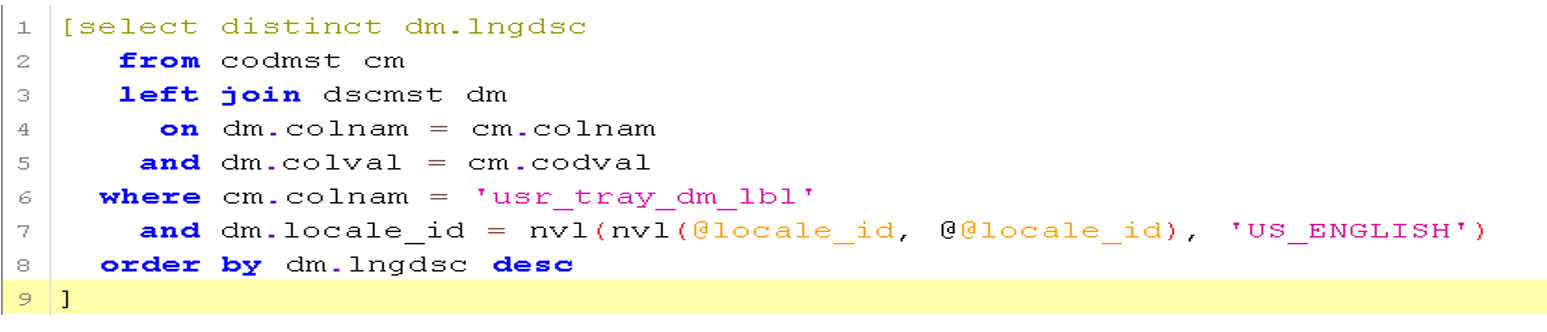 1 [select distinct dm.lngdsc
2 from codmst cm
3 left join dscmst dm
4 on dm.colnam = cm.colnam
5 and dm.colval = cm.codval
6 where cm.colnam = 'usr_tray_dm_lbl'
7 and dm.locale_id = nvl(nvl(@locale_id, @@locale_id), 'US_ENGLISH')
8 order by dm.lngdsc desc
9 ]